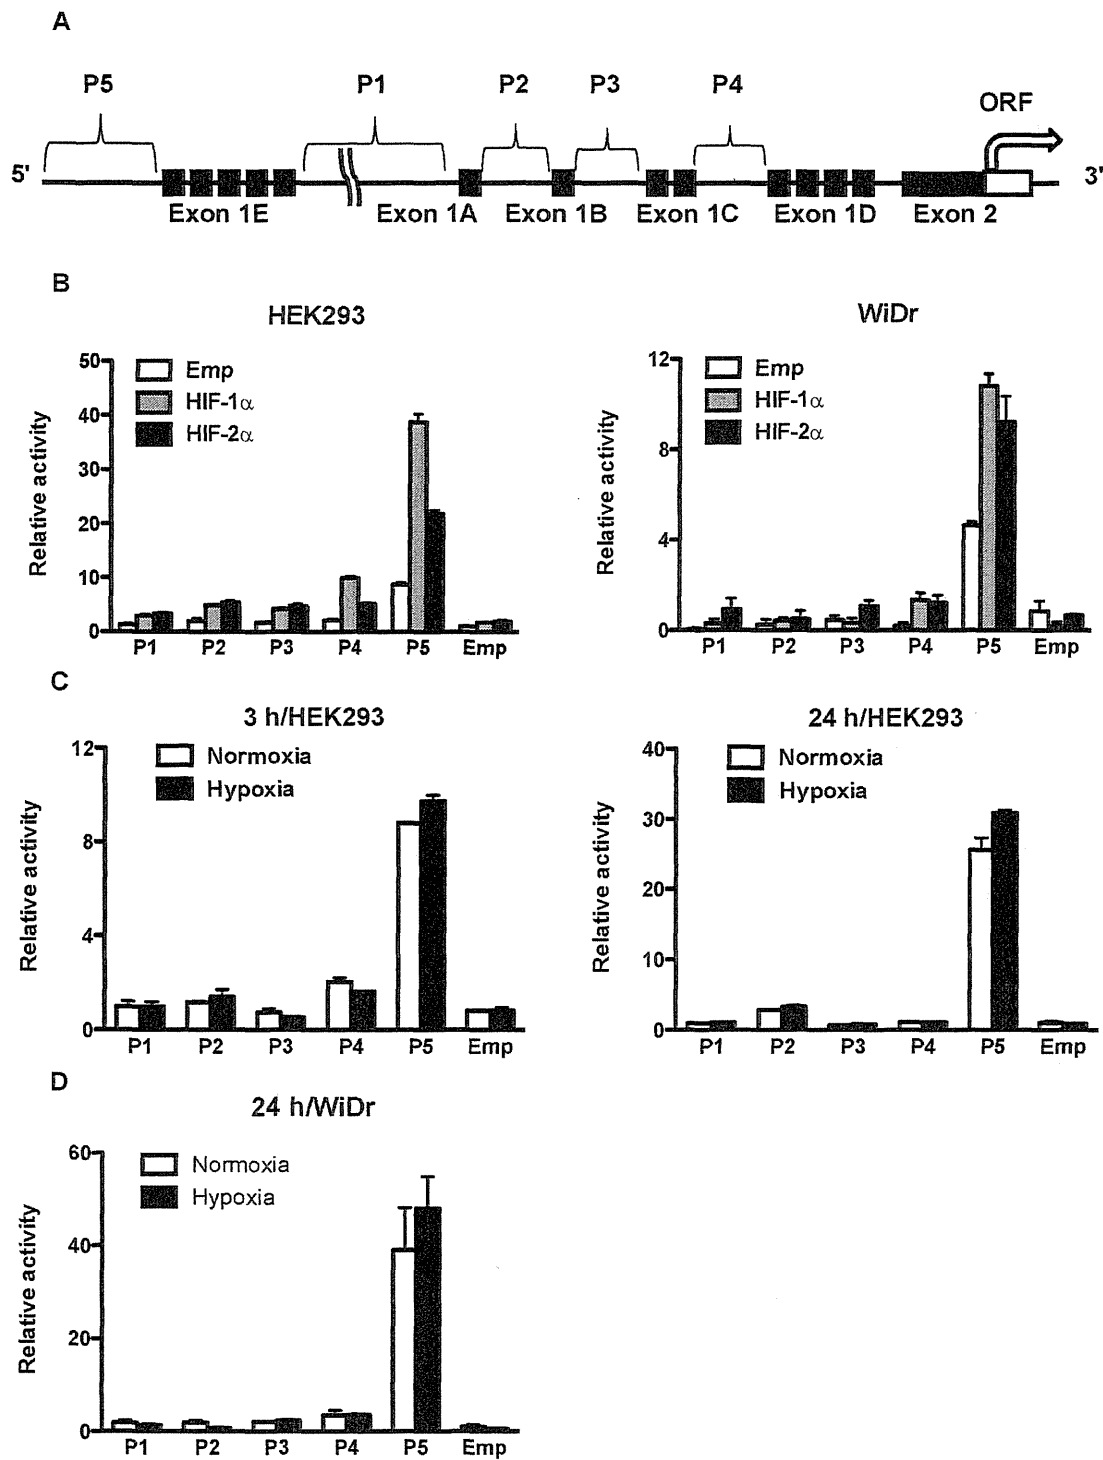 A
P5 P1 P2 P3 P4 ORF
5' 3'
Exon 1E Exon 1A Exon 1B Exon 1C Exon 1D Exon 2
B
HEK293
Relative activity
50
40
30
20
10
0
Emp
HIF-1α
HIF-2α
P1 P2 P3 P4 P5 Emp
WiDr
Relative activity
12
8
4
0
Emp
HIF-1α
HIF-2α
P1 P2 P3 P4 P5 Emp
C
3 h/HEK293
Relative activity
12
8
4
0
Normoxia
Hypoxia
P1 P2 P3 P4 P5 Emp
24 h/HEK293
Relative activity
40
30
20
10
0
Normoxia
Hypoxia
P1 P2 P3 P4 P5 Emp
D
24 h/WiDr
Relative activity
60
40
20
0
Normoxia
Hypoxia
P1 P2 P3 P4 P5 Emp